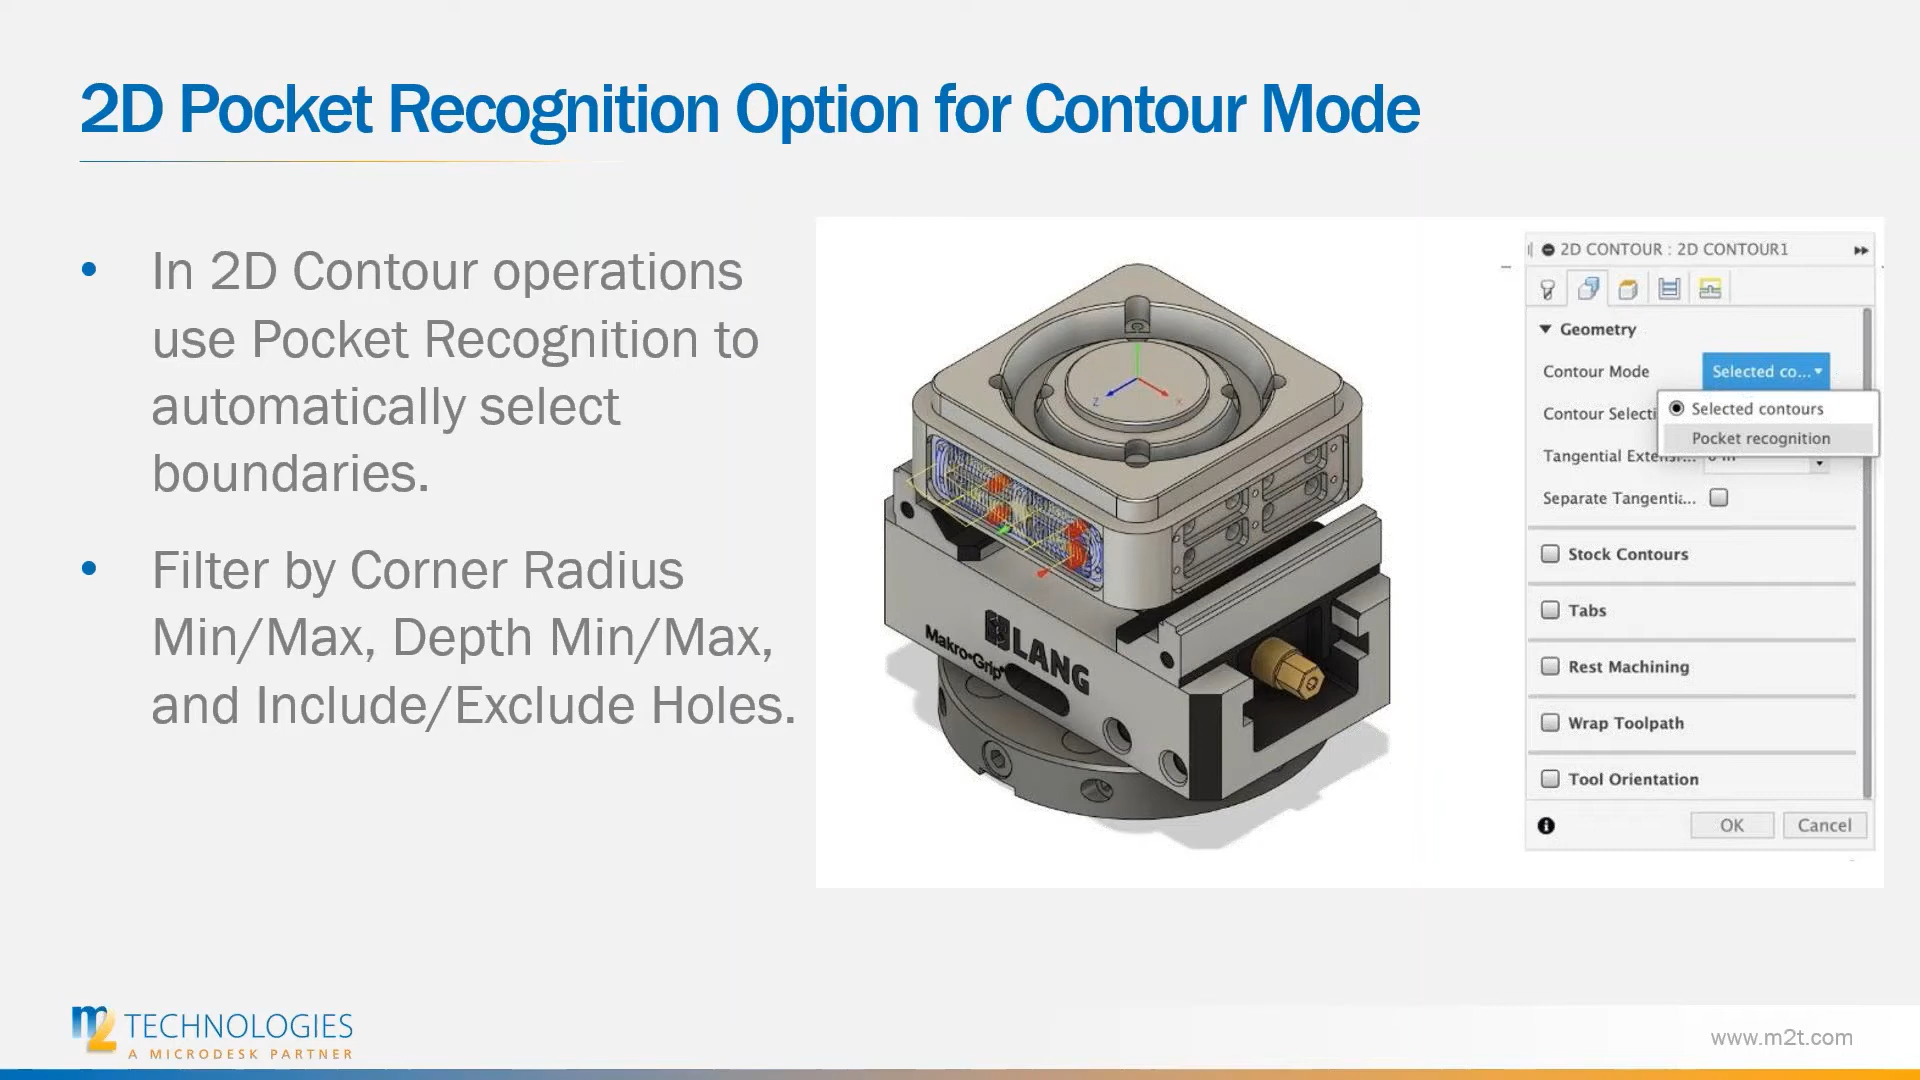 2D Pocket Recognition Option for Contour Mode
• In 2D Contour operations
use Pocket Recognition to
automatically select
boundaries.
• Filter by Corner Radius
Min/Max, Depth Min/Max,
and Include/Exclude Holes.
Z
X
LANG
Makro•Grip®
2D CONTOUR : 2D CONTOUR1
Geometry
Contour Mode
Selected co...
Selected contours
Pocket recognition
Contour Selecti
Tangential Extensi...
Separate Tangentia...
Stock Contours
Tabs
Rest Machining
Wrap Toolpath
Tool Orientation
OK
Cancel
m2 TECHNOLOGIES
A MICRODESK PARTNER
www.m2t.com